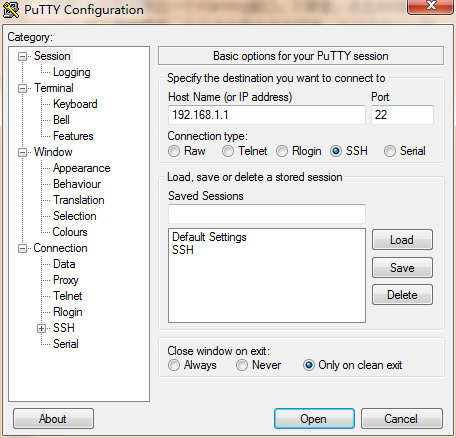 PuTTY Configuration
Category:
Session
Logging
Terminal
Keyboard
Bell
Features
Window
Appearance
Behaviour
Translation
Selection
Colours
Connection
Data
Proxy
Telnet
Rlogin
SSH
Serial
Basic options for your PuTTY session
Specify the destination you want to connect to
Host Name (or IP address) Port
192.168.1.1 22
Connection type:
Raw Telnet Rlogin SSH Serial
Load, save or delete a stored session
Saved Sessions
Default Settings
SSH
Load
Save
Delete
Close window on exit:
Always Never Only on clean exit
About Open Cancel